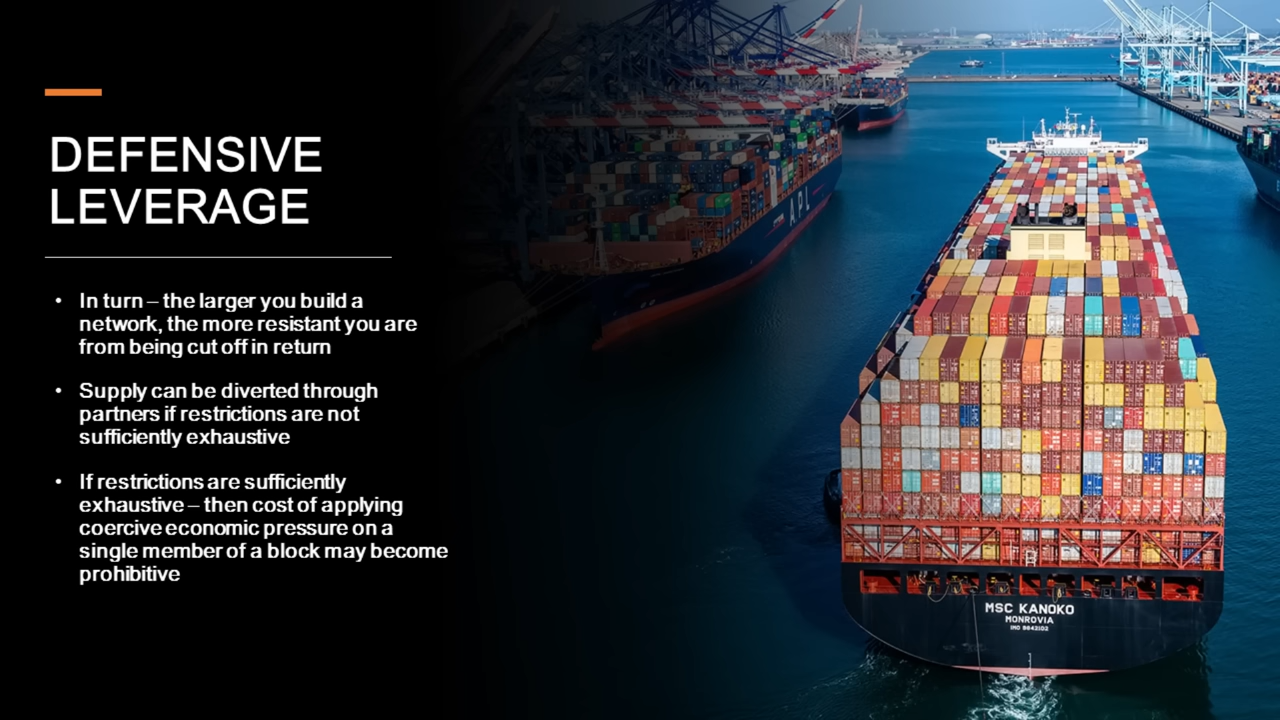 DEFENSIVE
LEVERAGE
• In turn – the larger you build a
network, the more resistant you are
from being cut off in return
• Supply can be diverted through
partners if restrictions are not
sufficiently exhaustive
• If restrictions are sufficiently
exhaustive – then cost of applying
coercive economic pressure on a
single member of a block may become
prohibitive
APL
MSC KANOKO
MONROVIA